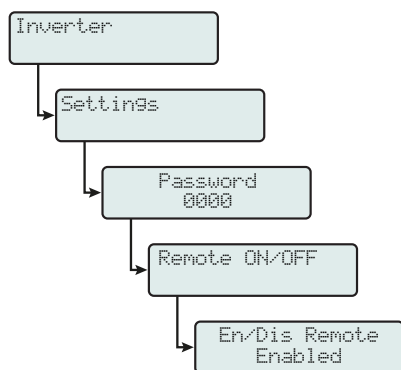 Inverter
Settings
Password
0000
Remote ON/OFF
En/Dis Remote
Enabled